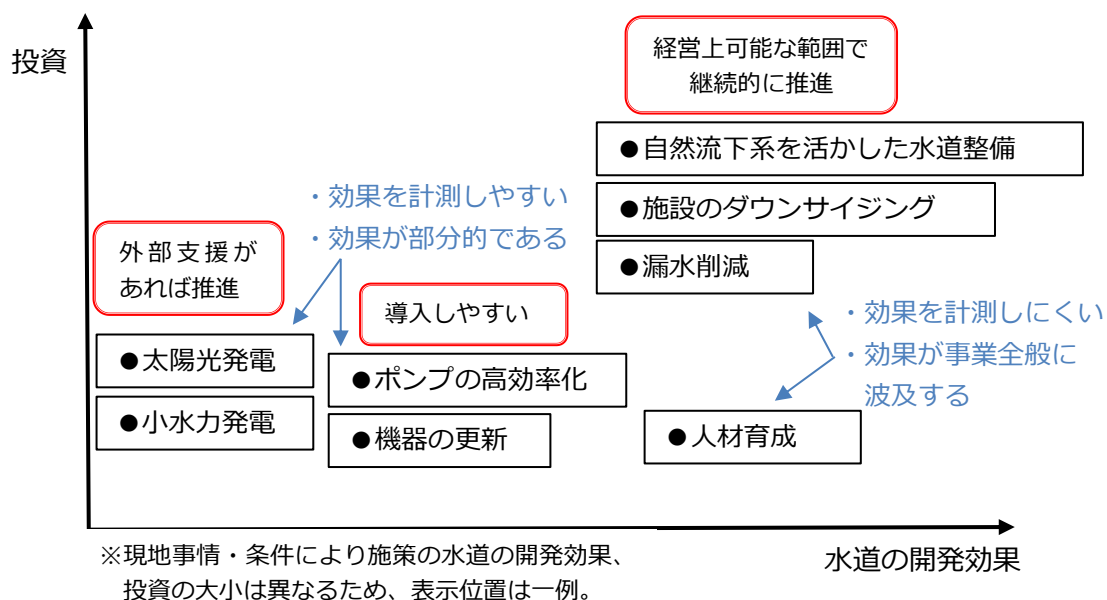 投資
経営上可能な範囲で
継続的に推進
●自然流下系を活かした水道整備
●施設のダウンサイジング
●漏水削減
・効果を計測しやすい
・効果が部分的である
外部支援が
あれば推進
導入しやすい
●太陽光発電
●小水力発電
●ポンプの高効率化
●機器の更新
・効果を計測しにくい
・効果が事業全般に
波及する
●人材育成
水道の開発効果
※現地事情・条件により施策の水道の開発効果、
投資の大小は異なるため、表示位置は一例。